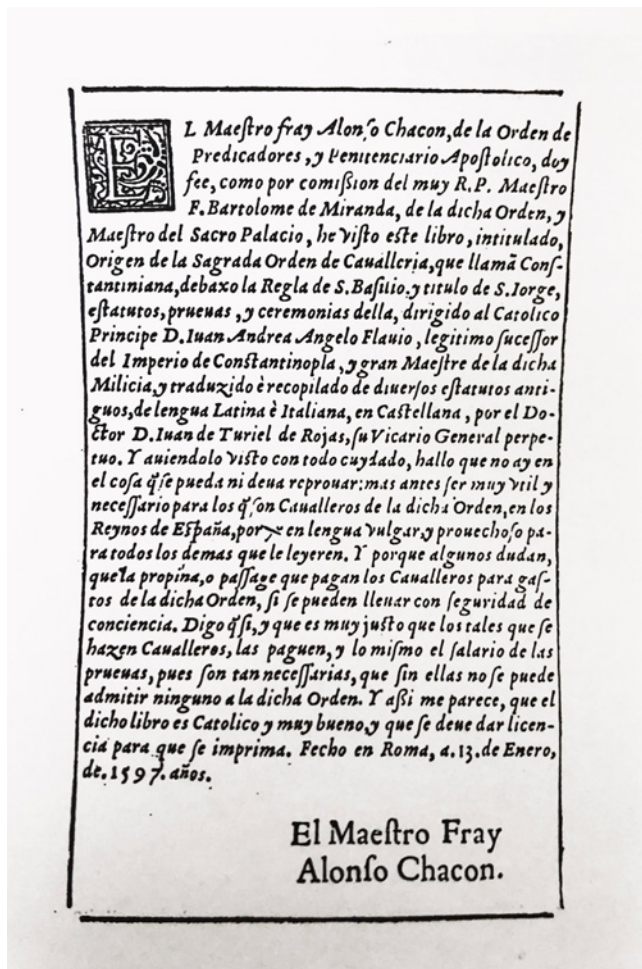 EL Maeſtro fray Alonſo Chacon, de la Orden de
Predicadores, y Penitenciario Apoſtolico, doy
fee, como por comiſsion del muy R. P. Maeſtro
F. Bartolome de Miranda, de la dicha Orden, y
Maeſtro del Sacro Palacio, he viſto eſte libro, intitulado,
Origen de la Sagrada Orden de Caualleria, que llamã Conſ-
tantiniana, debaxo la Regla de S. Baſilio. y titulo de S. Iorge,
eſtatutos, prueuas, y ceremonias della, dirigido al Catolico
Principe D. Iuan Andrea Angelo Flauio, legitimo ſuceſſor
del Imperio de Conſtantinopla, y gran Maeſtre de la dicha
Milicia, y traduzido è recopilado de diuerſos eſtatutos anti-
guos, de lengua Latina è Italiana, en Caſtellana, por el Do-
ctor D. Iuan de Turiel de Rojas, ſu Vicario General perpe-
tuo. Y auiendolo viſto con todo cuydado, hallo que no ay en
el coſa q̃ ſe pueda ni deua reprouar: mas antes ſer muy vtil y
neceſſario para los q̃ ſon Caualleros de la dicha Orden, en los
Reynos de Eſpaña, por en lengua vulgar, y prouechoſo pa-
ra todos los demas que le leyeren. Y porque algunos dudan,
que la propina, o paſſage que pagan los Caualleros para gaſ-
tos de la dicha Orden, ſi ſe pueden lleuar con ſeguridad de
conciencia. Digo q̃ ſi, y que es muy juſto que los tales que ſe
hazen Caualleros, las paguen, y lo miſmo el ſalario de las
prueuas, pues ſon tan neceſſarias, que ſin ellas no ſe puede
admitir ninguno a la dicha Orden. Y aſsi me parece, que el
dicho libro es Catolico y muy bueno, y que ſe deue dar licen-
cia para que ſe imprima. Fecho en Roma, a. 13. de Enero,
de. 1597. años.
El Maeſtro Fray
Alonſo Chacon.